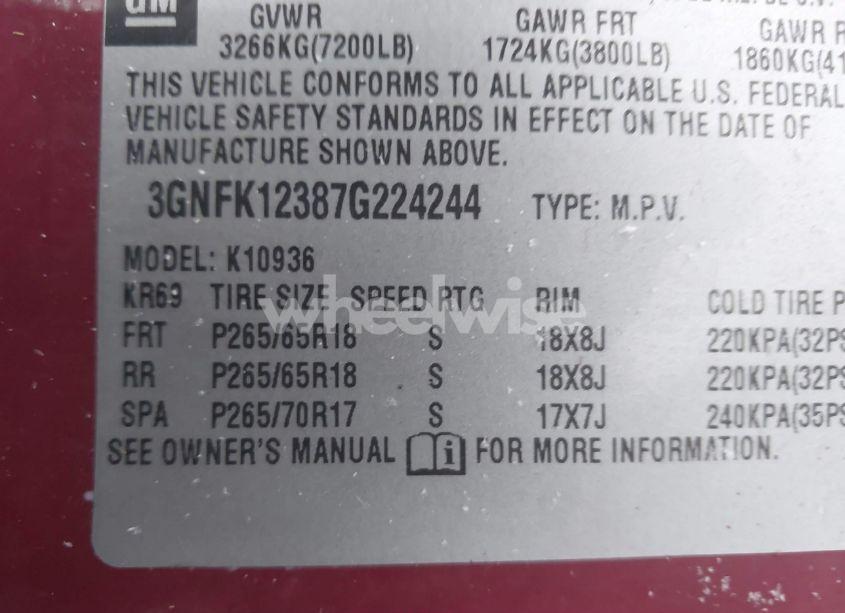 GM
GVWR GAWR FRT GAWR R
3266KG(7200LB) 1724KG(3800LB) 1860KG(41
THIS VEHICLE CONFORMS TO ALL APPLICABLE U.S. FEDERAL
VEHICLE SAFETY STANDARDS IN EFFECT ON THE DATE OF
MANUFACTURE SHOWN ABOVE.
3GNFK12387G224244 TYPE: M.P.V.
MODEL: K10936
KR69 TIRE SIZE SPEED RTG RIM COLD TIRE P
wheelwise
FRT P265/65R18 S 18X8J 220KPA(32PS
RR P265/65R18 S 18X8J 220KPA(32PS
SPA P265/70R17 S 17X7J 240KPA(35PS
SEE OWNER'S MANUAL i FOR MORE INFORMATION.